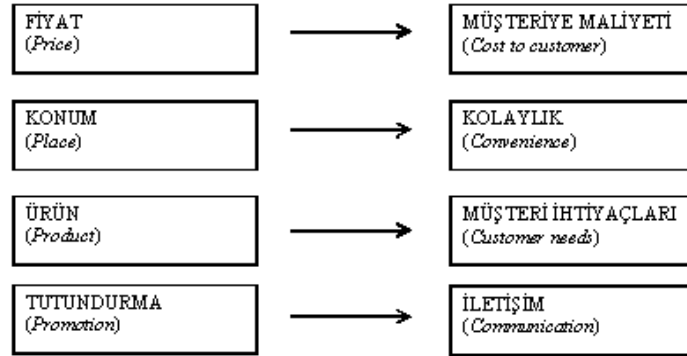 FİYAT
(Price)
MÜŞTERİYE MALİYETİ
(Cost to customer)
KONUM
(Place)
KOLAYLIK
(Convenience)
ÜRÜN
(Product)
MÜŞTERİ İHTİYAÇLARI
(Customer needs)
TUTUNDURMA
(Promotion)
İLETİŞİM
(Communication)